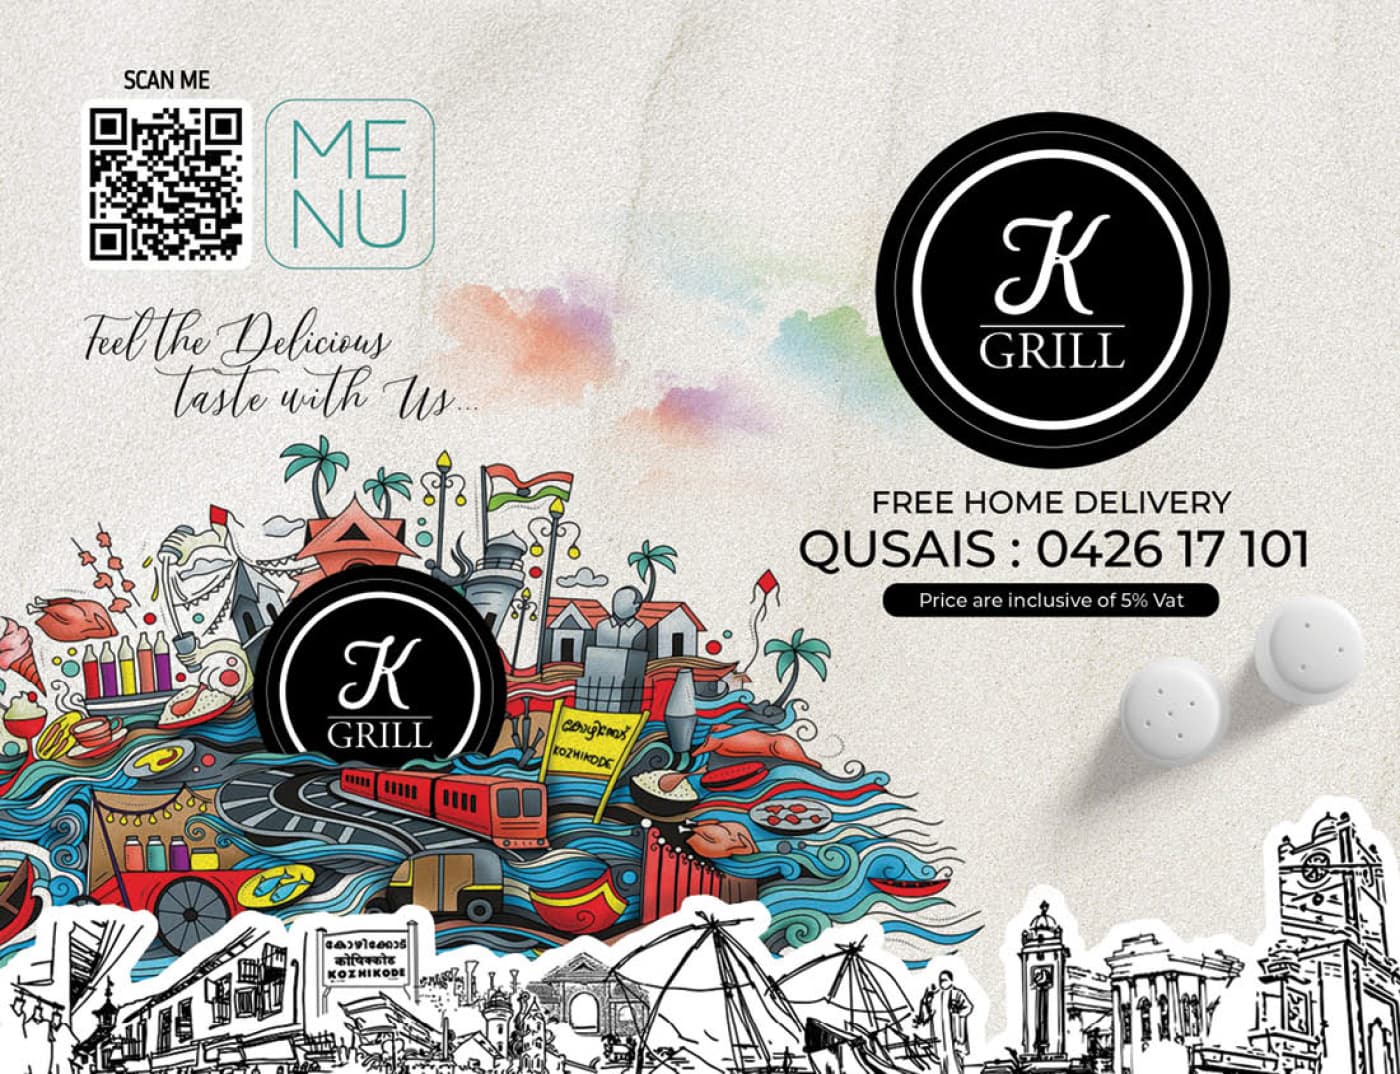 SCAN ME
ME
NU
Feel the Delicious
taste with Us...
K
GRILL
FREE HOME DELIVERY
QUSAIS : 0426 17 101
Price are inclusive of 5% Vat
K
GRILL
കോഴിക്കോട്
KOZHIKODE
കോഴിക്കോട്
कोषिक्कोड
KOZHIKODE